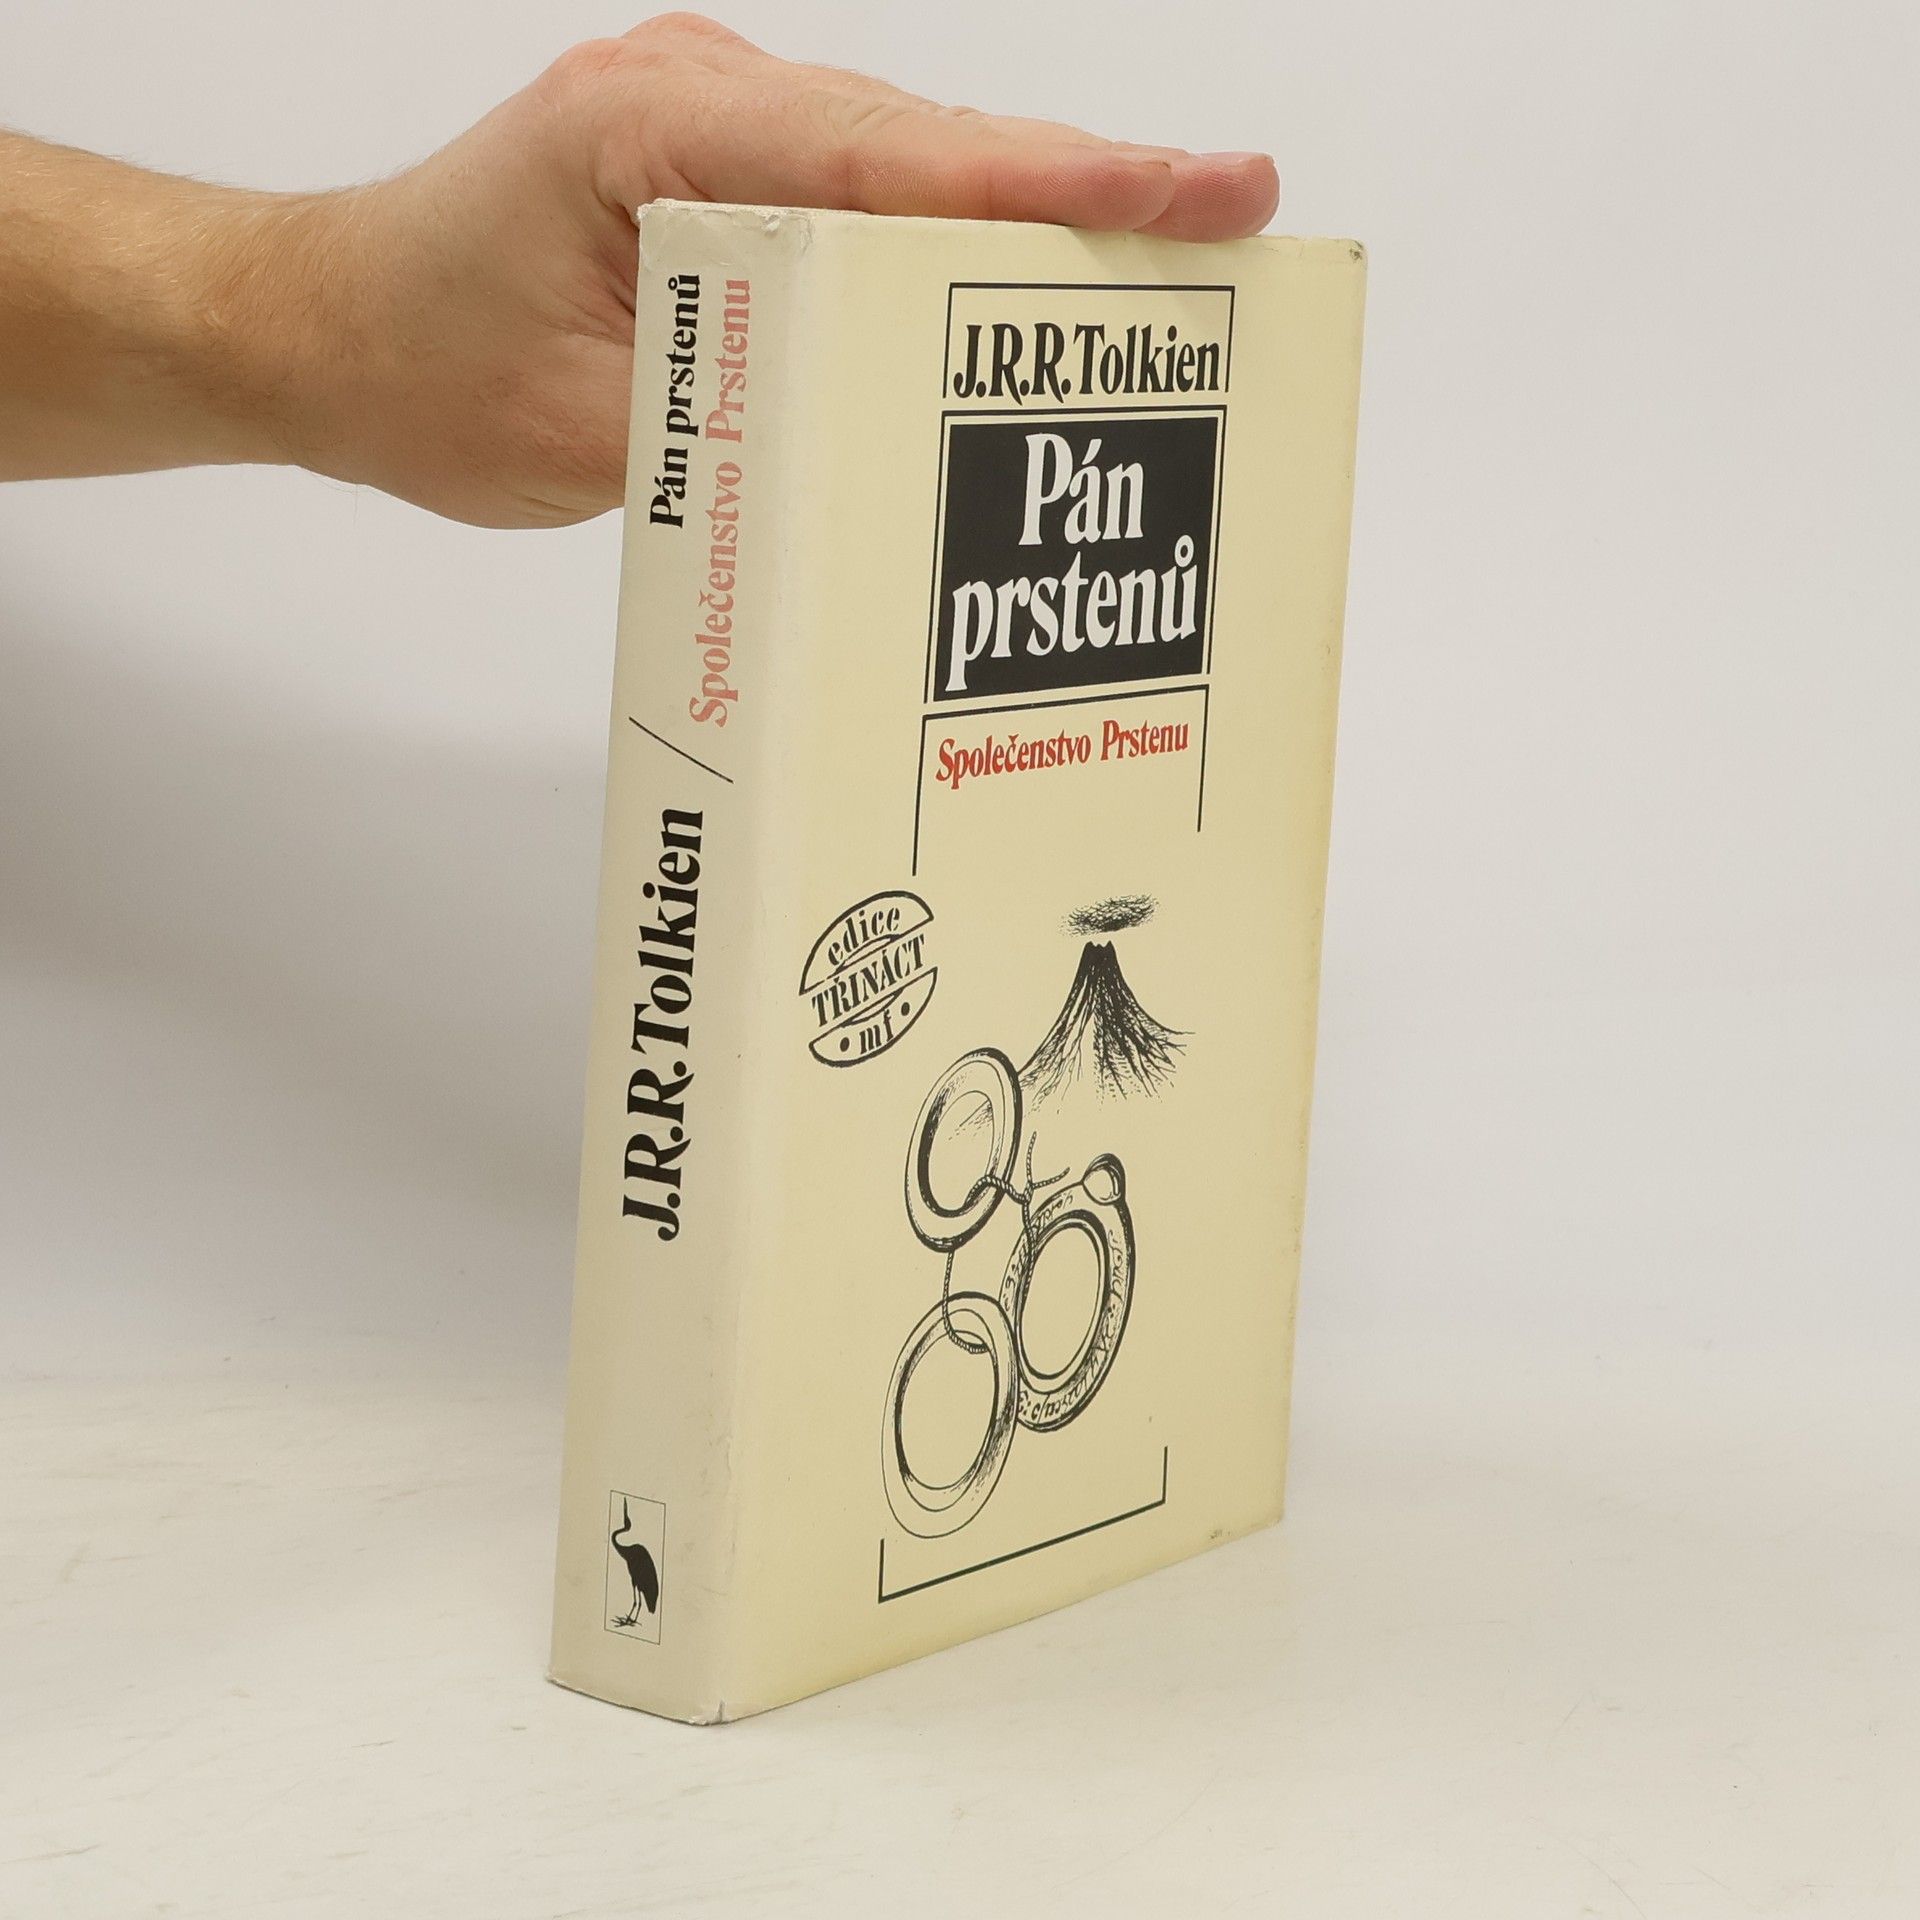 Pán prstenů
Společenstvo Prstenu
J.R.R.Tolkien /
J.R.R.Tolkien
Pán
prstenů
Společenstvo Prstenu
edice
TŘINÁCT
• mf •